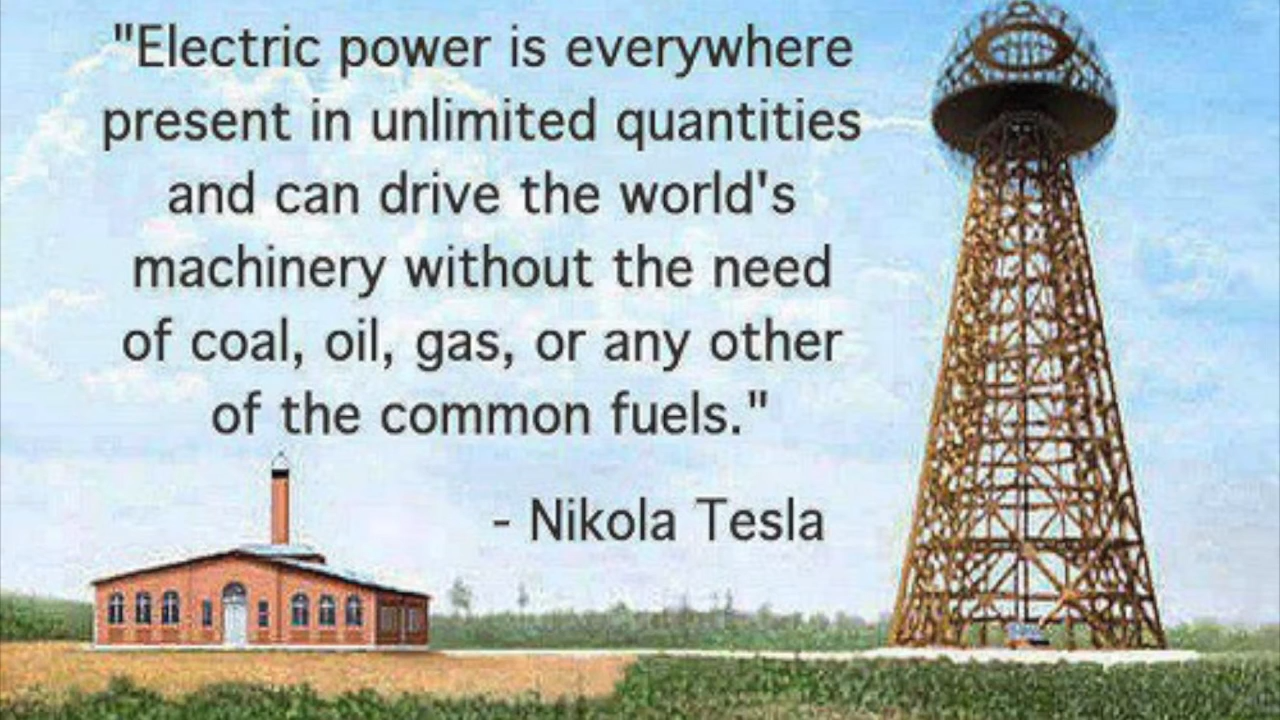 "Electric power is everywhere
present in unlimited quantities
and can drive the world's
machinery without the need
of coal, oil, gas, or any other
of the common fuels."
- Nikola Tesla